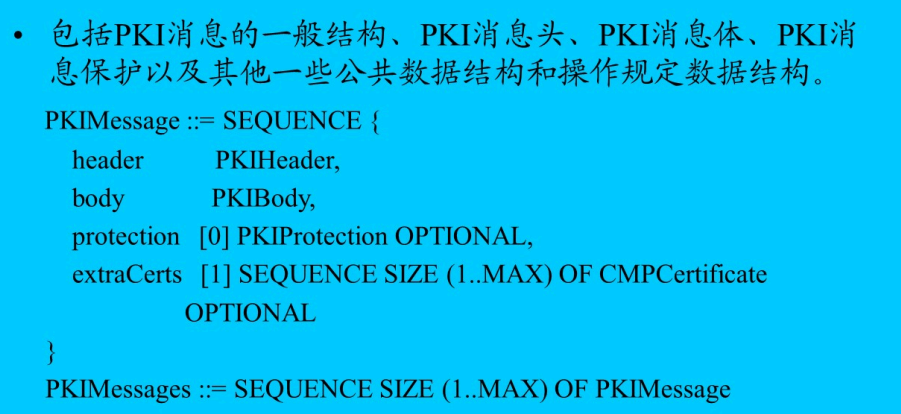 • 包括PKI消息的一般结构、PKI消息头、PKI消息体、PKI消
息保护以及其他一些公共数据结构和操作规定数据结构。
PKIMessage ::= SEQUENCE {
header PKIHeader,
body PKIBody,
protection [0] PKIProtection OPTIONAL,
extraCerts [1] SEQUENCE SIZE (1..MAX) OF CMPCertificate
OPTIONAL
}
PKIMessages ::= SEQUENCE SIZE (1..MAX) OF PKIMessage